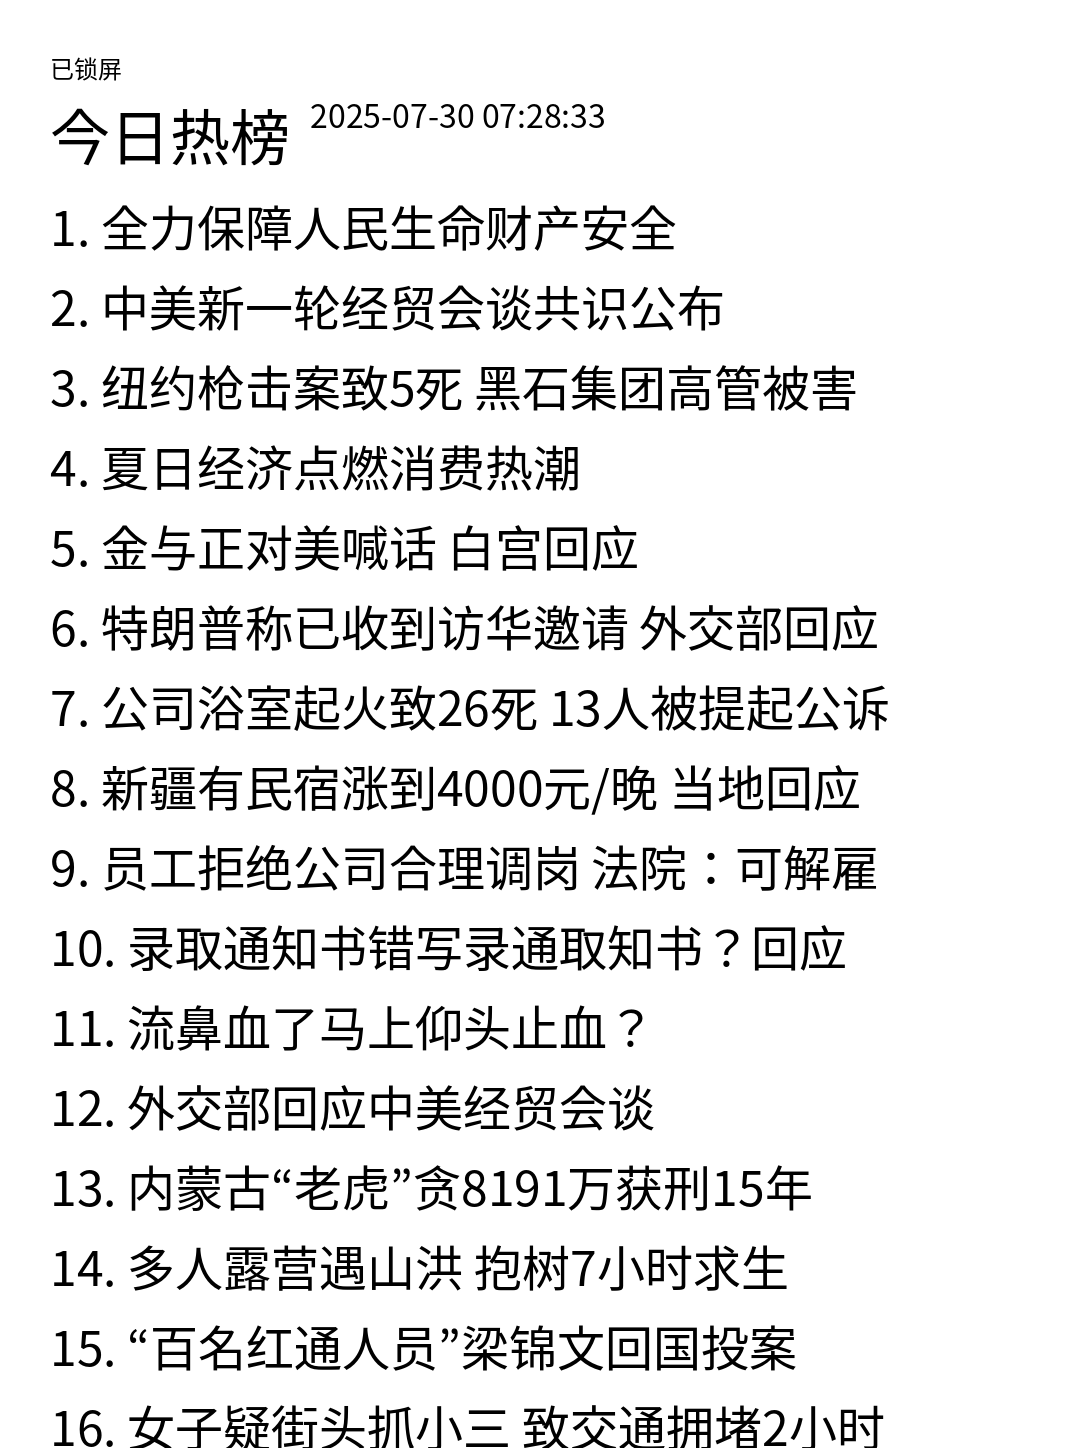 已锁屏
今日热榜 2025-07-30 07:28:33
1. 全力保障人民生命财产安全
2. 中美新一轮经贸会谈共识公布
3. 纽约枪击案致5死 黑石集团高管被害
4. 夏日经济点燃消费热潮
5. 金与正对美喊话 白宫回应
6. 特朗普称已收到访华邀请 外交部回应
7. 公司浴室起火致26死 13人被提起公诉
8. 新疆有民宿涨到4000元/晚 当地回应
9. 员工拒绝公司合理调岗 法院：可解雇
10. 录取通知书错写录通取知书？回应
11. 流鼻血了马上仰头止血？
12. 外交部回应中美经贸会谈
13. 内蒙古“老虎”贪8191万获刑15年
14. 多人露营遇山洪 抱树7小时求生
15. “百名红通人员”梁锦文回国投案
16. 女子疑街头抓小三 致交通拥堵2小时